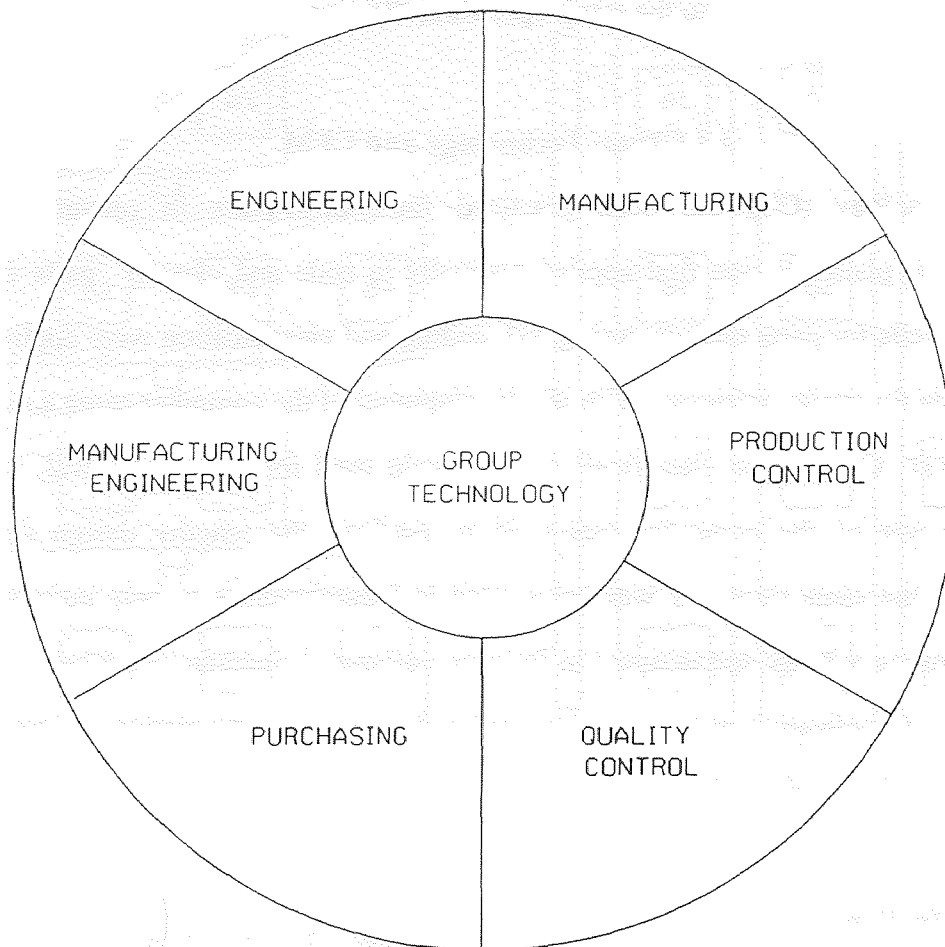 ENGINEERING
MANUFACTURING
MANUFACTURING
ENGINEERING
GROUP
TECHNOLOGY
PRODUCTION
CONTROL
PURCHASING
QUALITY
CONTROL